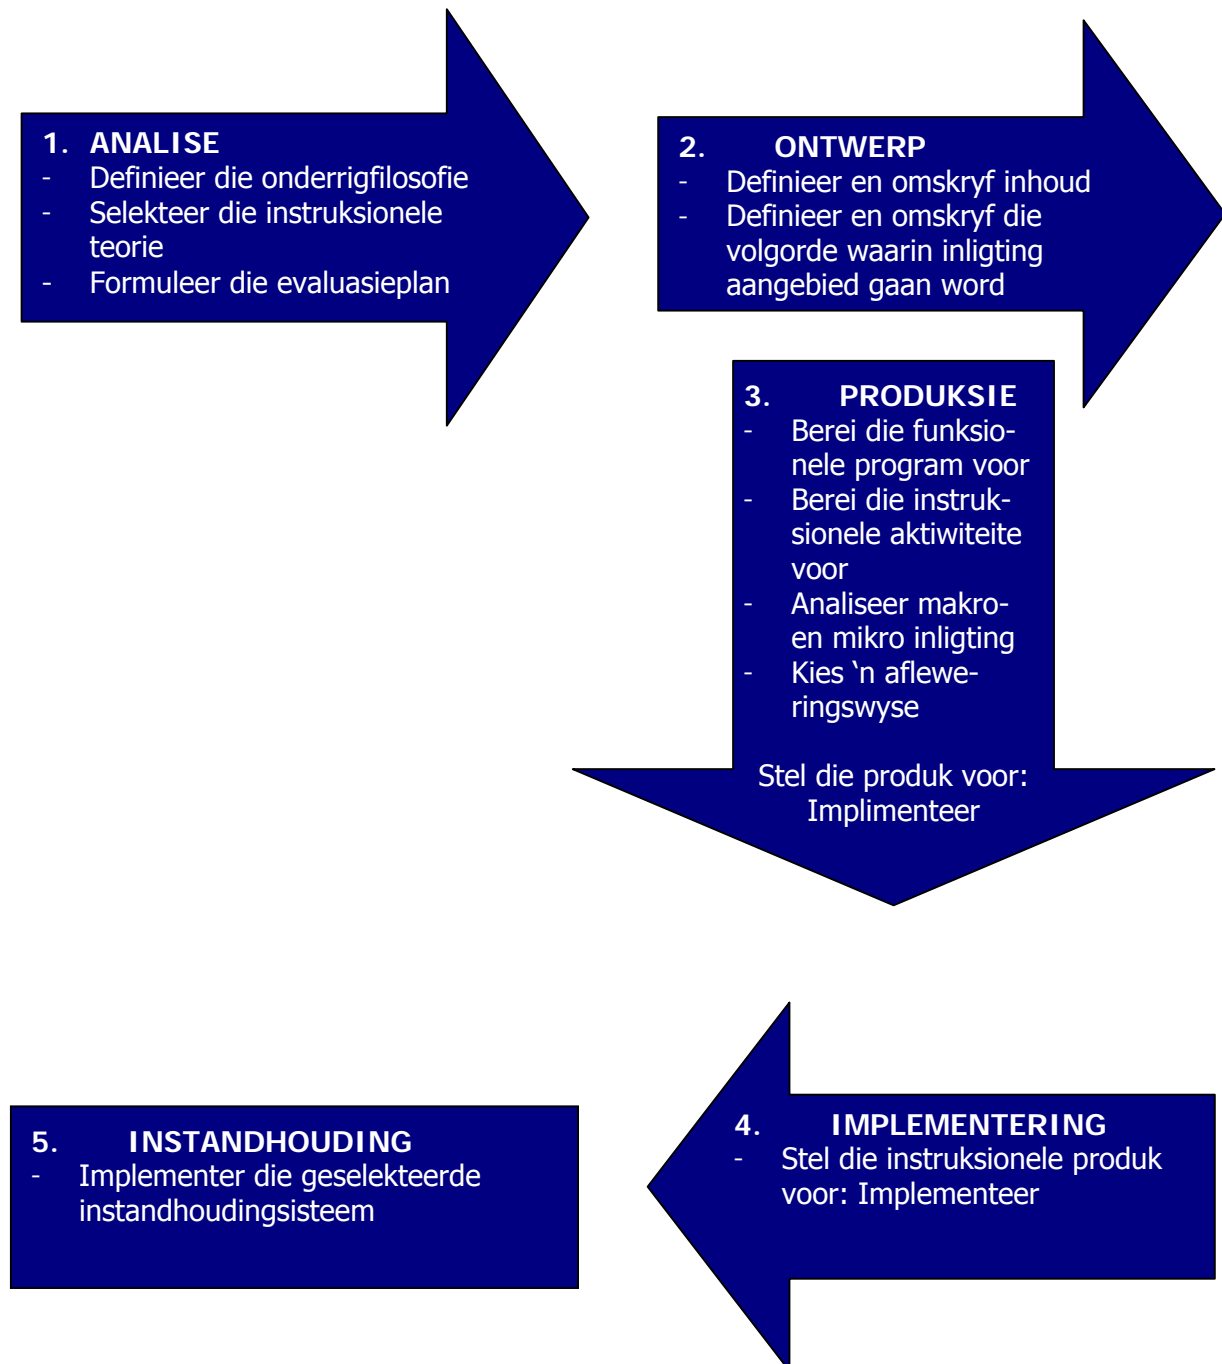 1. ANALISE
- Definieer die onderrigfilosofie
- Selekteer die instruksionele
teorie
- Formuleer die evaluasieplan
2. ONTWERP
- Definieer en omskryf inhoud
- Definieer en omskryf die
volgorde waarin inligting
aangebied gaan word
3. PRODUKSIE
- Berei die funksio-
nele program voor
- Berei die instruk-
sionele aktiwiteite
voor
- Analiseer makro-
en mikro inligting
- Kies ‘n aflewe-
ringswyse
Stel die produk voor:
Implimenteer
4. IMPLEMENTERING
- Stel die instruksionele produk
voor: Implementeer
5. INSTANDHOUDING
- Implementer die geselekteerde
instandhoudingsisteem